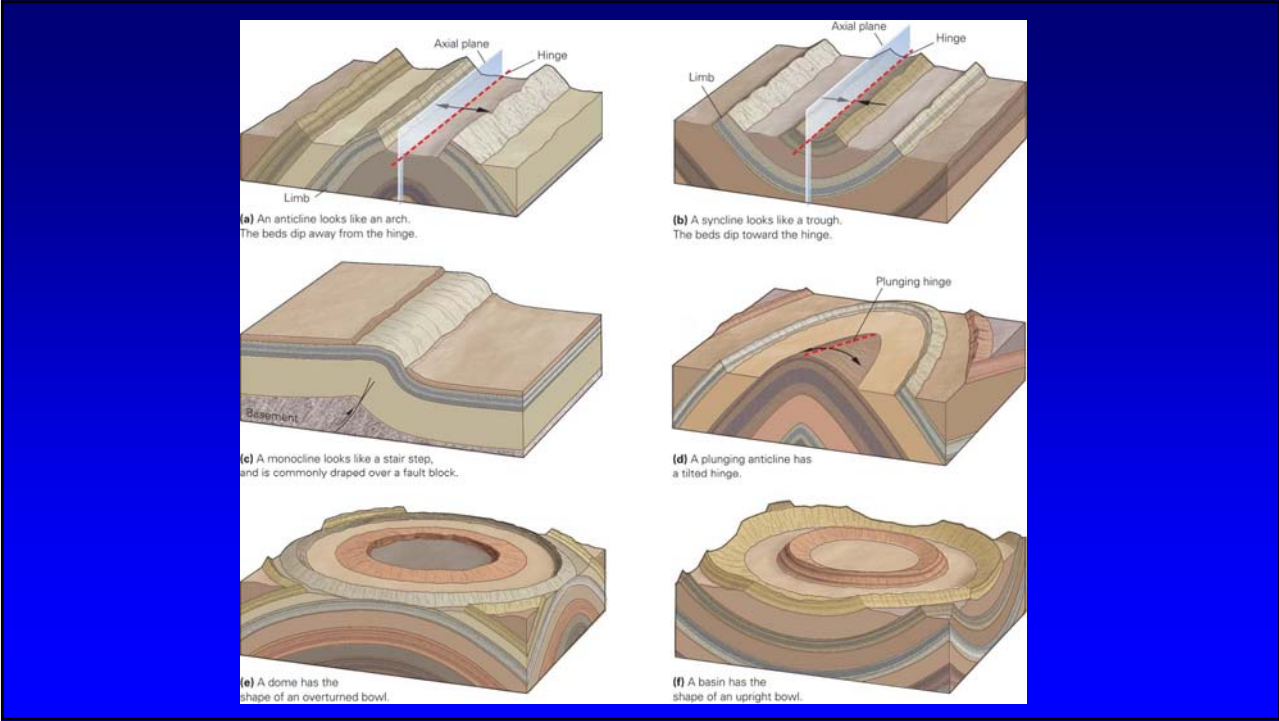 Axial plane
Hinge
Limb
(a) An anticline looks like an arch.
The beds dip away from the hinge.
Axial plane
Hinge
Limb
(b) A syncline looks like a trough.
The beds dip toward the hinge.
Basement
(c) A monocline looks like a stair step,
and is commonly draped over a fault block.
Plunging hinge
(d) A plunging anticline has
a tilted hinge.
(e) A dome has the
shape of an overturned bowl.
(f) A basin has the
shape of an upright bowl.